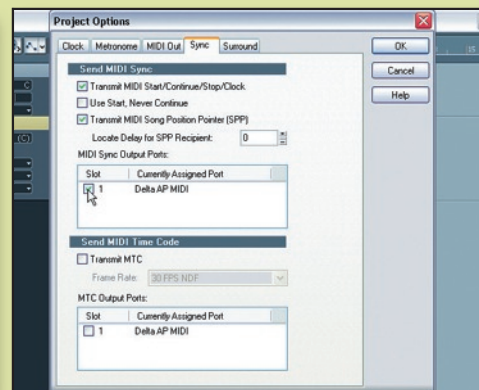 Project Options
Clock Metronome MIDI Out Sync Surround
OK
Cancel
Help
Send MIDI Sync
Transmit MIDI Start/Continue/Stop/Clock
Use Start, Never Continue
Transmit MIDI Song Position Pointer (SPP)
Locate Delay for SPP Recipient: 0
MIDI Sync Output Ports:
Slot Currently Assigned Port
1 Delta AP MIDI
Send MIDI Time Code
Transmit MTC
Frame Rate: 30 FPS NDF
MTC Output Ports:
Slot Currently Assigned Port
1 Delta AP MIDI